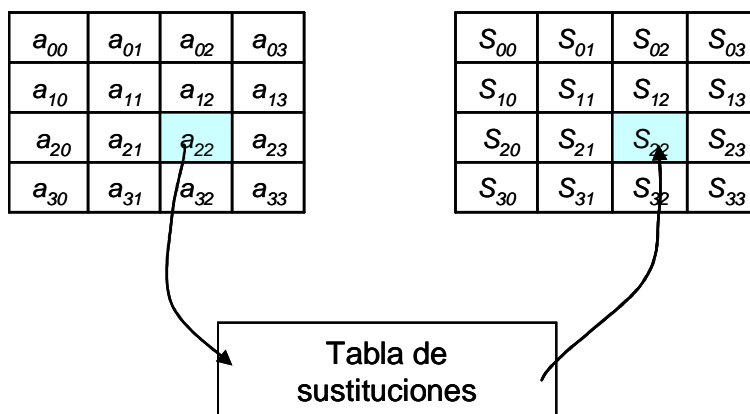 a00 a01 a02 a03 S00 S01 S02 S03
a10 a11 a12 a13 S10 S11 S12 S13
a20 a21 a22 a23 S20 S21 S22 S23
a30 a31 a32 a33 S30 S31 S32 S33
Tabla de
sustituciones